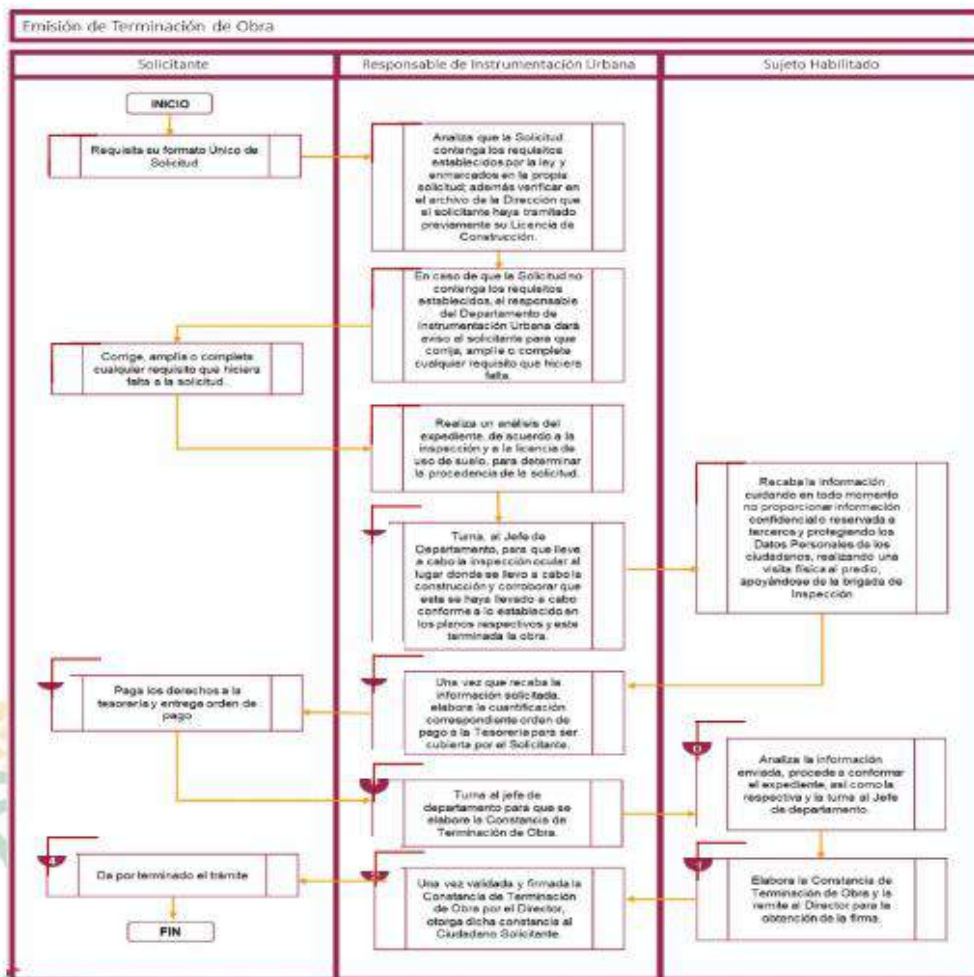 Emisión de Terminación de Obra
Solicitante
Responsable de Instrumentación Urbana
Sujeto Habilitado
INICIO
Requisita su formato Único de
Solicitud
Analiza que la Solicitud
contenga los requisitos
establecidos por la ley y
enmarcados en la propia
solicitud; además verificar en
el archivo de la Dirección que
el solicitante haya tramitado
previamente su Licencia de
Construcción.
En caso de que la Solicitud no
contenga los requisitos
establecidos, el responsable
del Departamento de
Instrumentación Urbana dará
aviso al solicitante para que
corrija, amplíe o complete
cualquier requisito que hiciera
falta.
Corrige, amplía o complete
cualquier requisito que hiciera
falta a la solicitud.
Realiza un análisis del
expediente, de acuerdo a la
inspección y a la licencia de
uso de suelo, para determinar
la procedencia de la solicitud.
Turna, al Jefe de
Departamento, para que lleve
a cabo la inspección ocular al
lugar donde se llevo a cabo la
construcción y corroborar que
esta se haya llevado a cabo
conforme a lo establecido en
los planos respectivos y este
terminada la obra.
Recaba la información
cuidando en todo momento
no proporcionar información
confidencial o reservada a
terceros y protegiendo los
Datos Personales de los
ciudadanos, realizando una
visita física al predio,
apoyándose de la brigada de
Inspección
Una vez que recaba la
información solicitada,
elabora la cuantificación
correspondiente orden de
pago a la Tesorería para ser
cubierta por el Solicitante.
Paga los derechos a la
tesorería y entrega orden de
pago
Turna al jefe de
departamento para que se
elabore la Constancia de
Terminación de Obra.
0
Analiza la información
enviada, procede a conformar
el expediente, así como la
respectiva y la turna al Jefe
de departamento
1
Elabora la Constancia de
Terminación de Obra y la
remite al Director para la
obtención de la firma.
2
Una vez validada y firmada la
Constancia de Terminación
de Obra por el Director,
otorga dicha constancia al
Ciudadano Solicitante.
Da por terminado el trámite
FIN